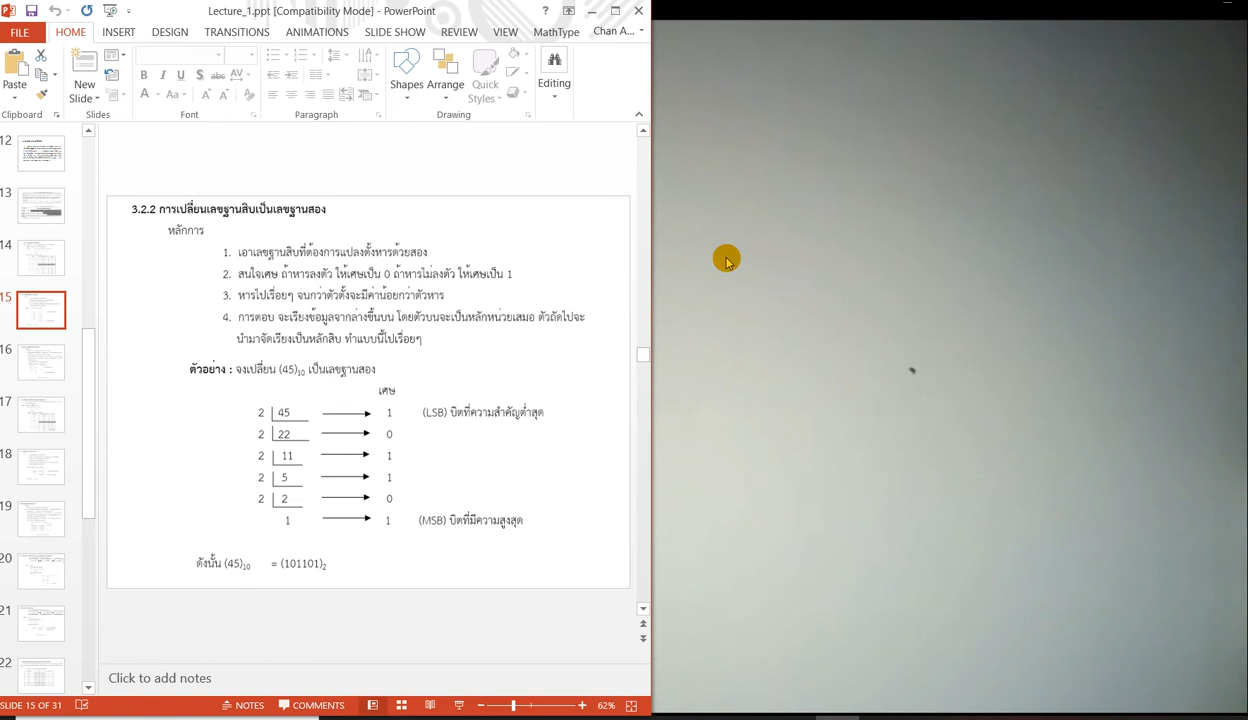 Lecture_1.ppt [Compatibility Mode] - PowerPoint
FILE HOME INSERT DESIGN TRANSITIONS ANIMATIONS SLIDE SHOW REVIEW VIEW MathType Chan A...
Paste
New Slide
B I U S abc AV
A Aa A A
Shapes Arrange Quick Styles
Editing
Clipboard Slides Font Paragraph Drawing
12
13
14
15
16
17
18
19
20
21
22
3.2.2 การเปลี่ยนเลขฐานสิบเป็นเลขฐานสอง
หลักการ
1. เอาเลขฐานสิบที่ต้องการแปลงตั้งหารด้วยสอง
2. สนใจเศษ ถ้าหารลงตัว ให้เศษเป็น 0 ถ้าหารไม่ลงตัว ให้เศษเป็น 1
3. หารไปเรื่อยๆ จนกว่าตัวตั้งจะมีค่าน้อยกว่าตัวหาร
4. การตอบ จะเรียงข้อมูลจากล่างขึ้นบน โดยตัวบนจะเป็นหลักหน่วยเสมอ ตัวถัดไปจะ
นำมาจัดเรียงเป็นหลักสิบ ทำแบบนี้ไปเรื่อยๆ
ตัวอย่าง : จงเปลี่ยน (45)10 เป็นเลขฐานสอง
เศษ
2 45 1 (LSB) บิตที่ความสำคัญต่ำสุด
2 22 0
2 11 1
2 5 1
2 2 0
1 1 (MSB) บิตที่มีความสูงสุด
ดังนั้น (45)10 = (101101)2
Click to add notes
SLIDE 15 OF 31 NOTES COMMENTS 62%